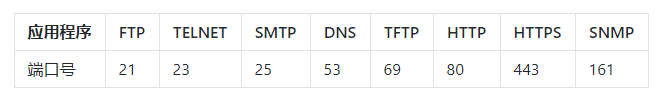 应用程序 FTP TELNET SMTP DNS TFTP HTTP HTTPS SNMP
端口号 21 23 25 53 69 80 443 161